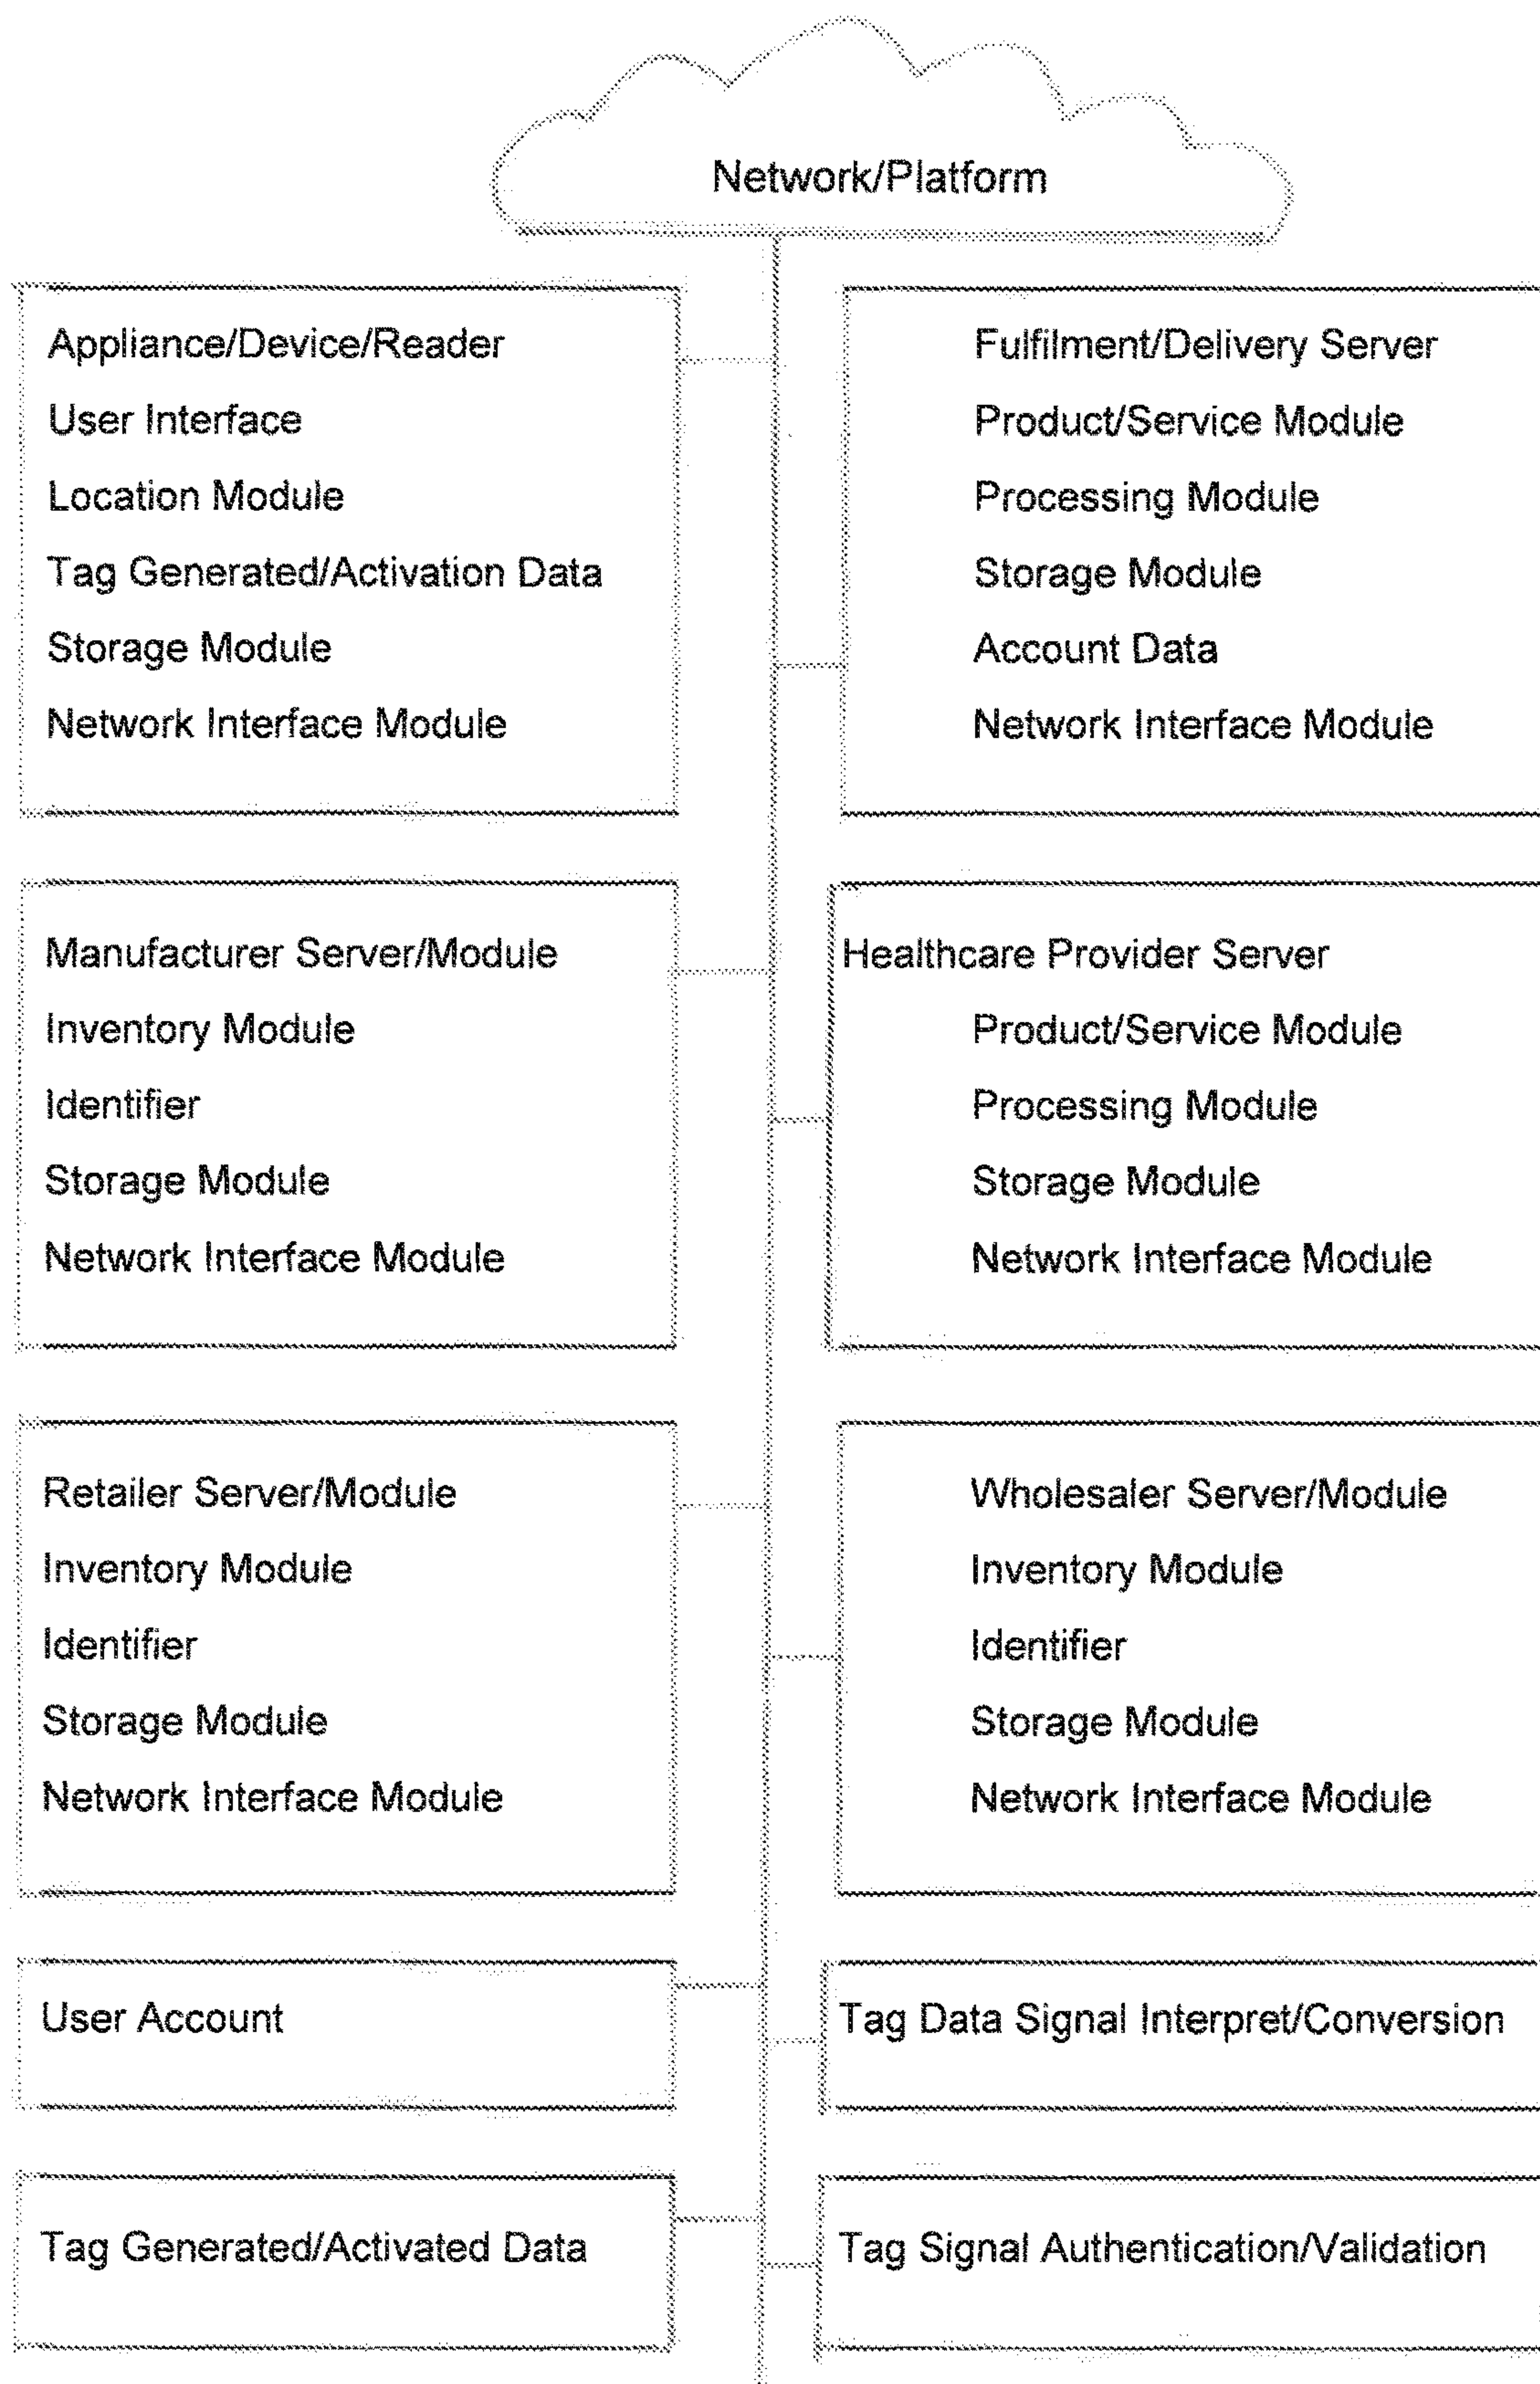 Network/Platform
Appliance/Device/Reader
User Interface
Location Module
Tag Generated/Activation Data
Storage Module
Network Interface Module
Fulfilment/Delivery Server
Product/Service Module
Processing Module
Storage Module
Account Data
Network Interface Module
Manufacturer Server/Module
Inventory Module
Identifier
Storage Module
Network Interface Module
Healthcare Provider Server
Product/Service Module
Processing Module
Storage Module
Network Interface Module
Retailer Server/Module
Inventory Module
Identifier
Storage Module
Network Interface Module
Wholesaler Server/Module
Inventory Module
Identifier
Storage Module
Network Interface Module
User Account
Tag Data Signal Interpret/Conversion
Tag Generated/Activated Data
Tag Signal Authentication/Validation